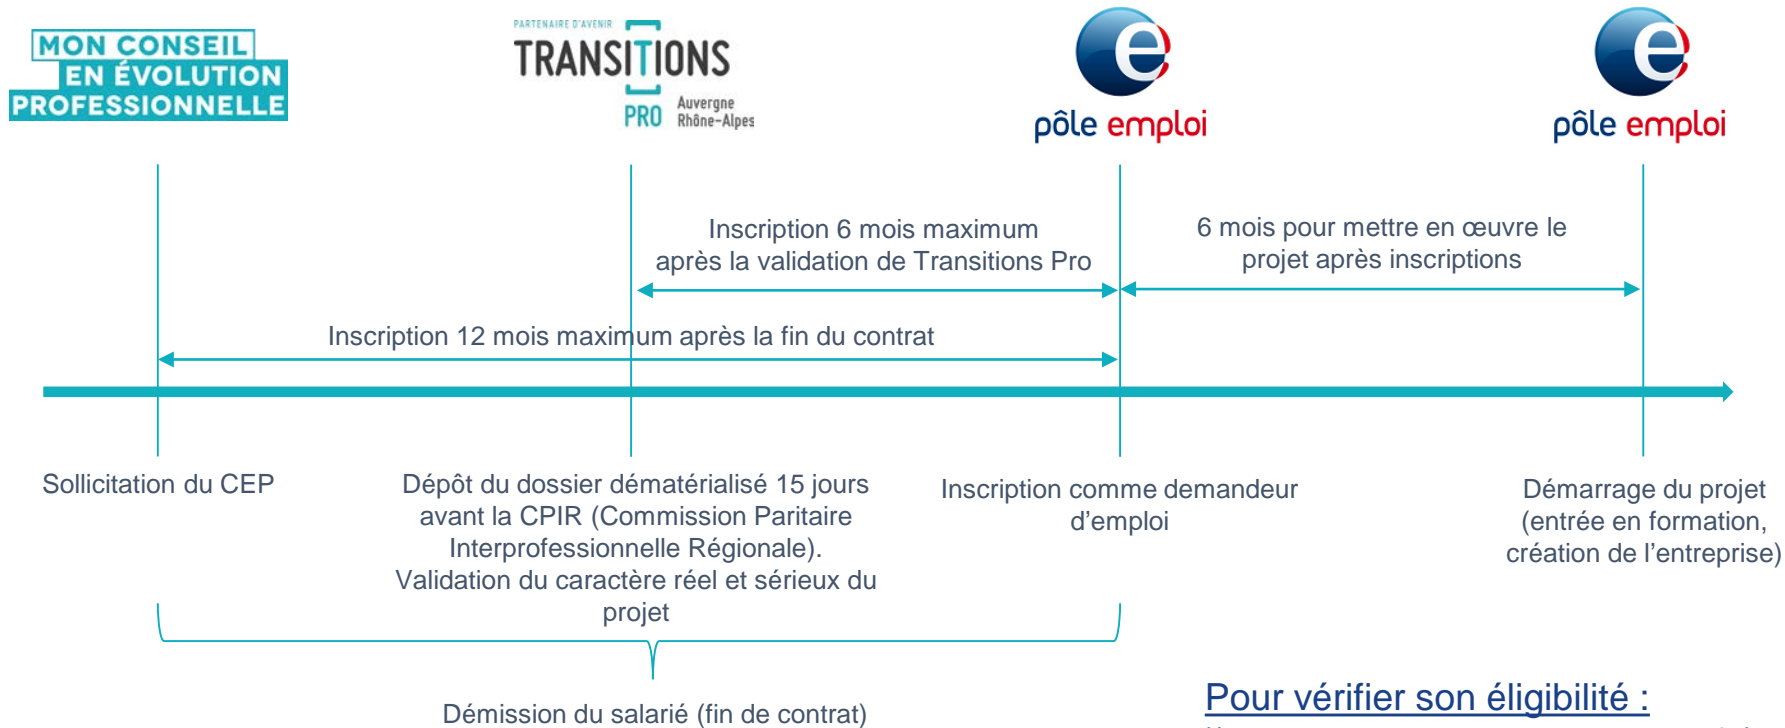 MON CONSEIL
EN ÉVOLUTION
PROFESSIONNELLE
PARTENAIRE D'AVENIR
TRANSITIONS
PRO
Auvergne
Rhône-Alpes
pôle emploi
pôle emploi
Inscription 6 mois maximum
après la validation de Transitions Pro
6 mois pour mettre en œuvre le
projet après inscriptions
Inscription 12 mois maximum après la fin du contrat
Sollicitation du CEP
Dépôt du dossier dématérialisé 15 jours
avant la CPIR (Commission Paritaire
Interprofessionnelle Régionale).
Validation du caractère réel et sérieux du
projet
Inscription comme demandeur
d'emploi
Démarrage du projet
(entrée en formation,
création de l'entreprise)
Démission du salarié (fin de contrat)
Pour vérifier son éligibilité :